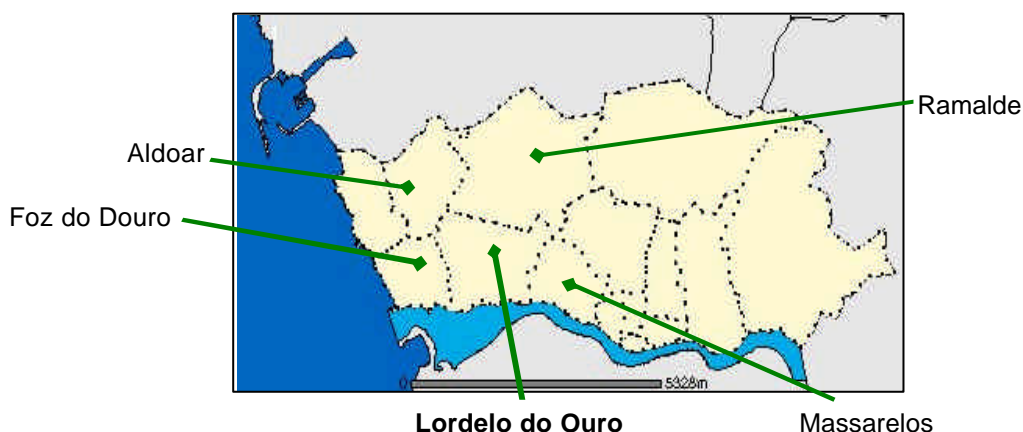 Ramalde
Aldoar
Foz do Douro
0 5328m
Lordelo do Ouro
Massarelos